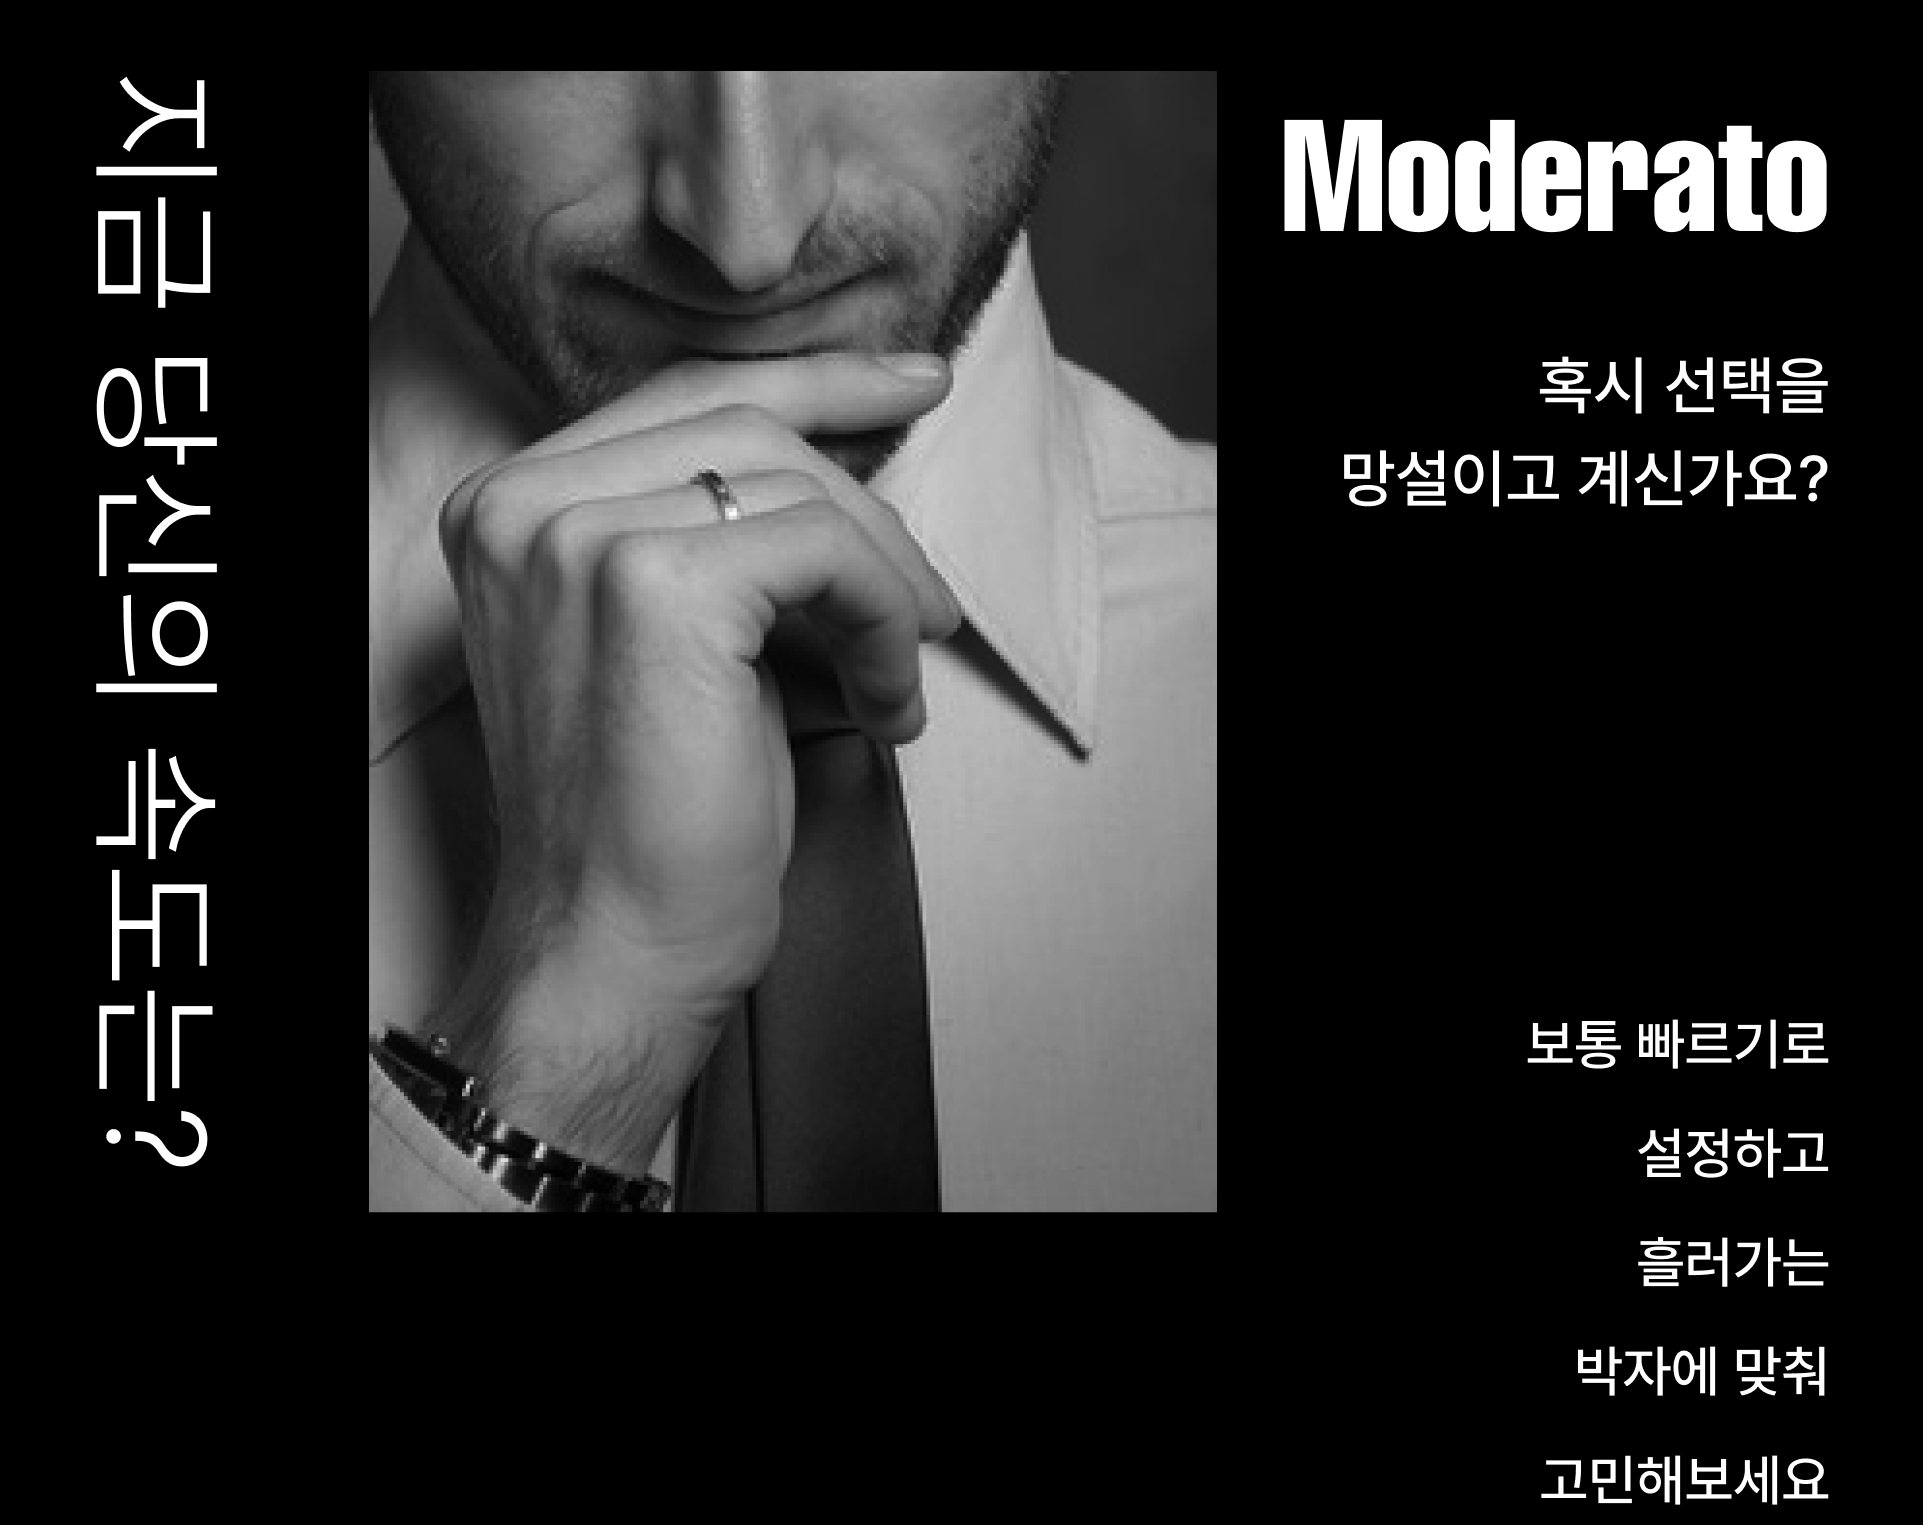 지금 당신의 속도는?
Moderato
혹시 선택을
망설이고 계신가요?
보통 빠르기로
설정하고
흘러가는
박자에 맞춰
고민해보세요